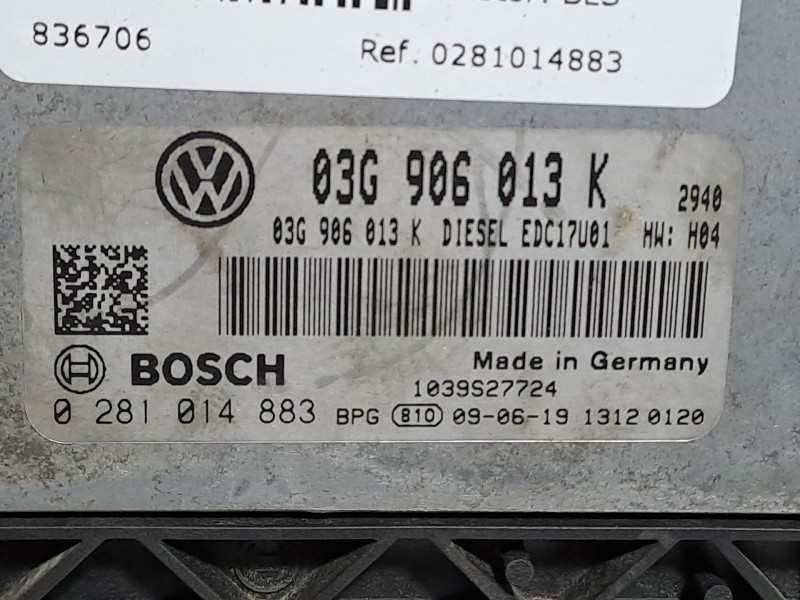 836706
Ref. 0281014883
03G 906 013 K 2940
03G 906 013 K DIESEL EDC17U01 HW: H04
BOSCH
Made in Germany
1039S27724
0 281 014 883 BPG 810 09-06-19 1312 0120